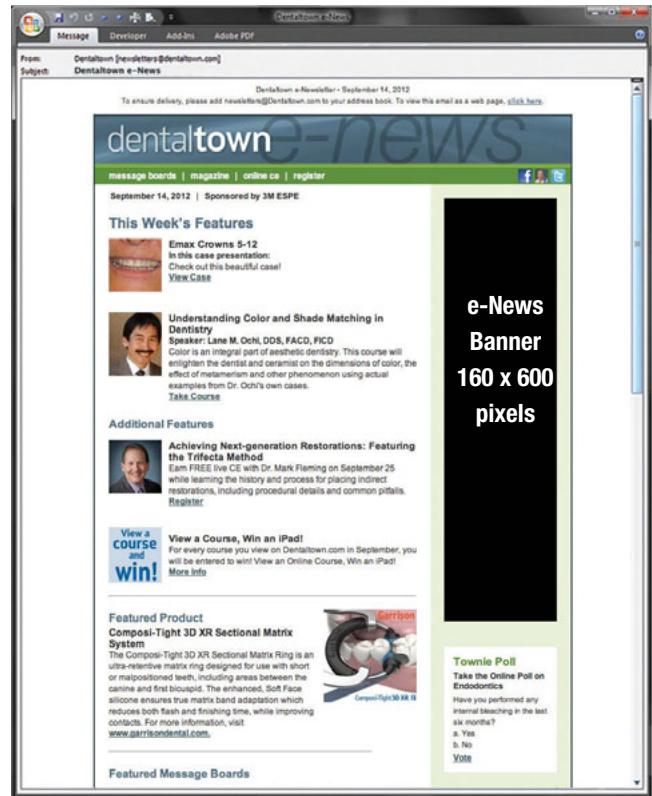 Dentaltown e-News
Message Developer Add-Ins Adobe PDF
From: Dentaltown [newsletters@dentaltown.com]
Subject: Dentaltown e-News
Dentaltown e-Newsletter - September 14, 2012
To ensure delivery, please add newsletters@Dentaltown.com to your address book. To view this email as a web page, click here.
dentaltown e-news
message boards | magazine | online ce | register
September 14, 2012 | Sponsored by 3M ESPE
This Week's Features
Emax Crowns 5-12
In this case presentation:
Check out this beautiful case!
View Case
Understanding Color and Shade Matching in
Dentistry
Speaker: Lane M. Ochi, DDS, FACD, FICD
Color is an integral part of aesthetic dentistry. This course will
enlighten the dentist and ceramist on the dimensions of color, the
effect of metamerism and other phenomenon using actual
examples from Dr. Ochi's own cases.
Take Course
Additional Features
Achieving Next-generation Restorations: Featuring
the Trifecta Method
Earn FREE live CE with Dr. Mark Fleming on September 25
while learning the history and process for placing indirect
restorations, including procedural details and common pitfalls.
Register
View a
course
and
win!
View a Course, Win an iPad!
For every course you view on Dentaltown.com in September, you
will be entered to win! View an Online Course, Win an iPad!
More Info
Featured Product
Composi-Tight 3D XR Sectional Matrix
System
The Composi-Tight 3D XR Sectional Matrix Ring is an
ultra-retentive matrix ring designed for use with short
or malpositioned teeth, including areas between the
canine and first bicuspid. The enhanced, Soft Face
silicone ensures true matrix band adaptation which
reduces both flash and finishing time, while improving
contacts. For more information, visit
www.garrisondental.com.
Garrison
Composi-Tight 3D XR
Featured Message Boards
e-News
Banner
160 x 600
pixels
Townie Poll
Take the Online Poll on
Endodontics
Have you performed any
internal bleaching in the last
six months?
a. Yes
b. No
Vote